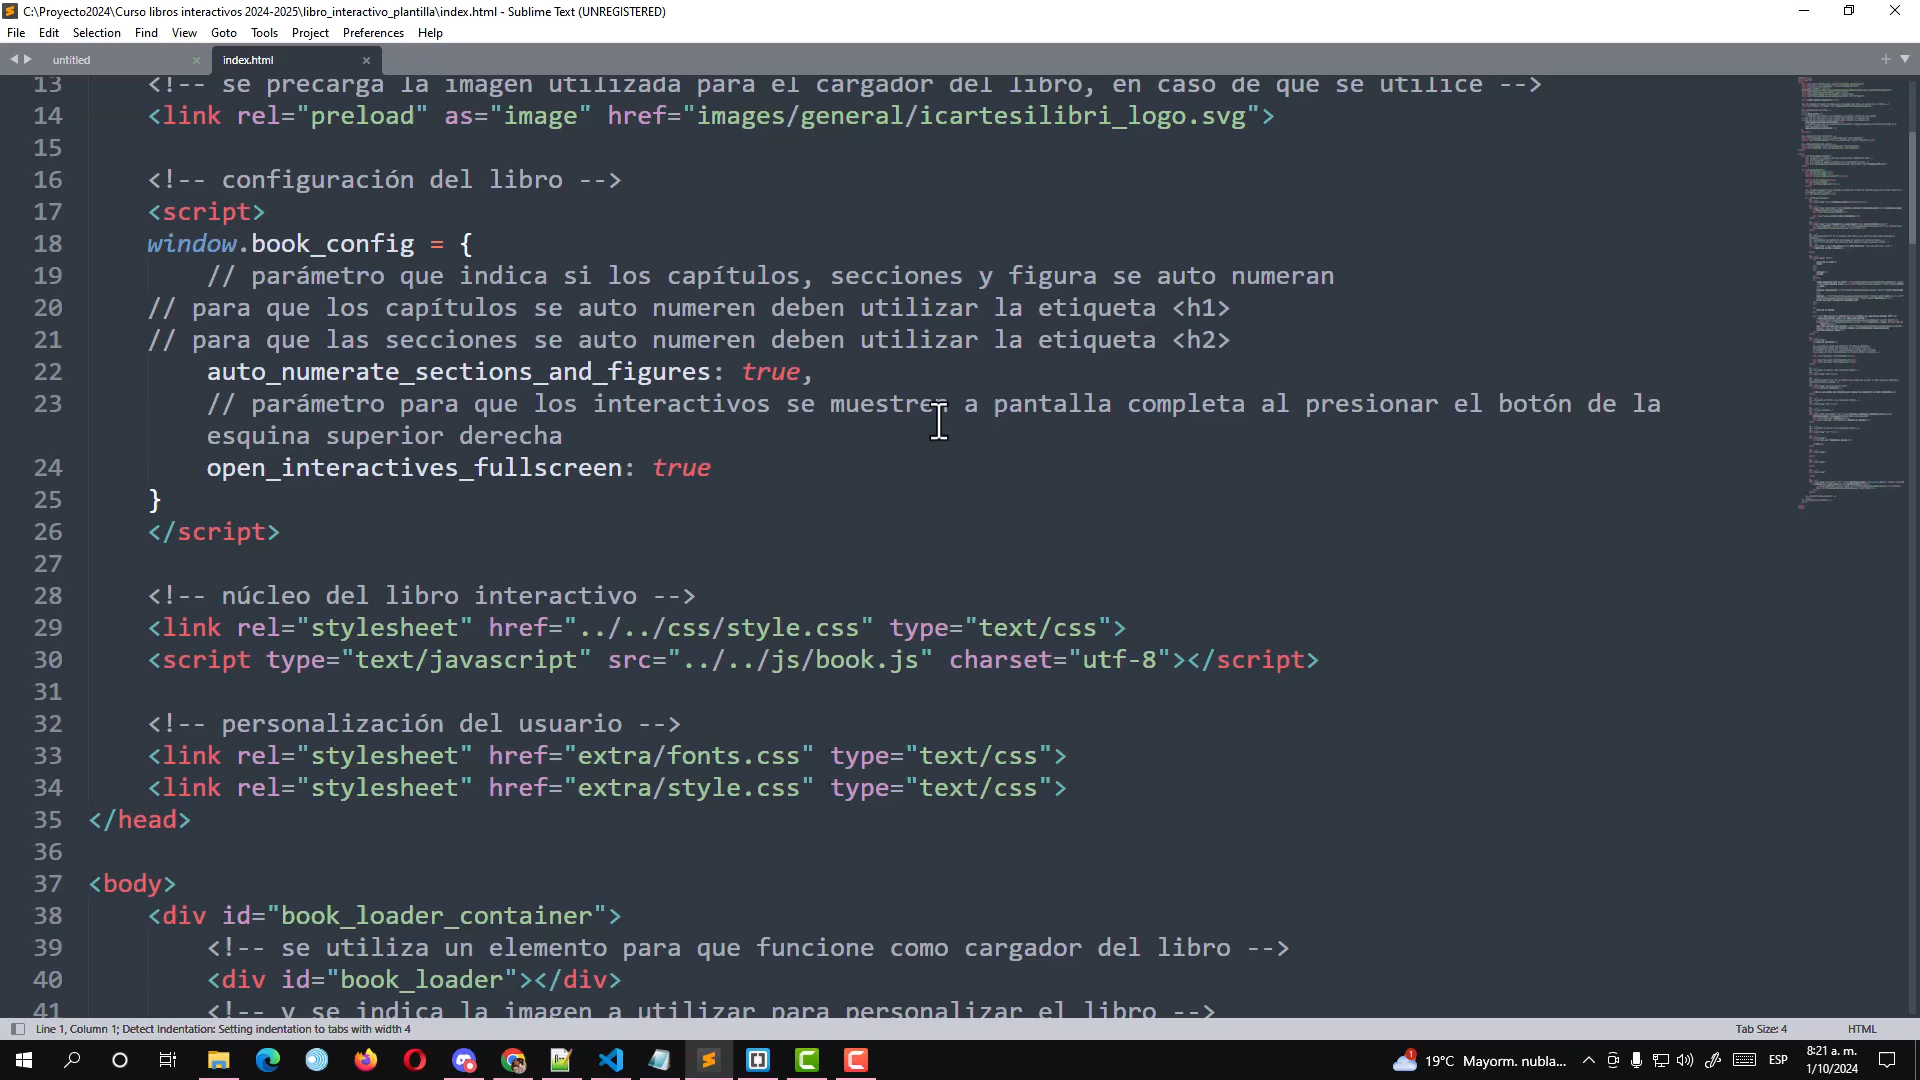 C:\Proyecto2024\Curso libros interactivos 2024-2025\libro_interactivo_plantilla\index.html - Sublime Text (UNREGISTERED)
File Edit Selection Find View Goto Tools Project Preferences Help
untitled index.html
13 <!-- se precarga la imagen utilizada para el cargador del libro, en caso de que se utilice -->
14 <link rel="preload" as="image" href="images/general/icartesilibri_logo.svg">
15
16 <!-- configuración del libro -->
17 <script>
18 window.book_config = {
19 // parámetro que indica si los capítulos, secciones y figura se auto numeran
20 // para que los capítulos se auto numeren deben utilizar la etiqueta <h1>
21 // para que las secciones se auto numeren deben utilizar la etiqueta <h2>
22 auto_numerate_sections_and_figures: true,
23 // parámetro para que los interactivos se muestren a pantalla completa al presionar el botón de la
esquina superior derecha
24 open_interactives_fullscreen: true
25 }
26 </script>
27
28 <!-- núcleo del libro interactivo -->
29 <link rel="stylesheet" href="../../css/style.css" type="text/css">
30 <script type="text/javascript" src="../../js/book.js" charset="utf-8"></script>
31
32 <!-- personalización del usuario -->
33 <link rel="stylesheet" href="extra/fonts.css" type="text/css">
34 <link rel="stylesheet" href="extra/style.css" type="text/css">
35 </head>
36
37 <body>
38 <div id="book_loader_container">
39 <!-- se utiliza un elemento para que funcione como cargador del libro -->
40 <div id="book_loader"></div>
41 <!-- y se indica la imagen a utilizar para personalizar el libro -->
Line 1, Column 1; Detect Indentation: Setting indentation to tabs with width 4 Tab Size: 4 HTML
1 19°C Mayorm. nubla... ESP 8:21 a. m.
1/10/2024